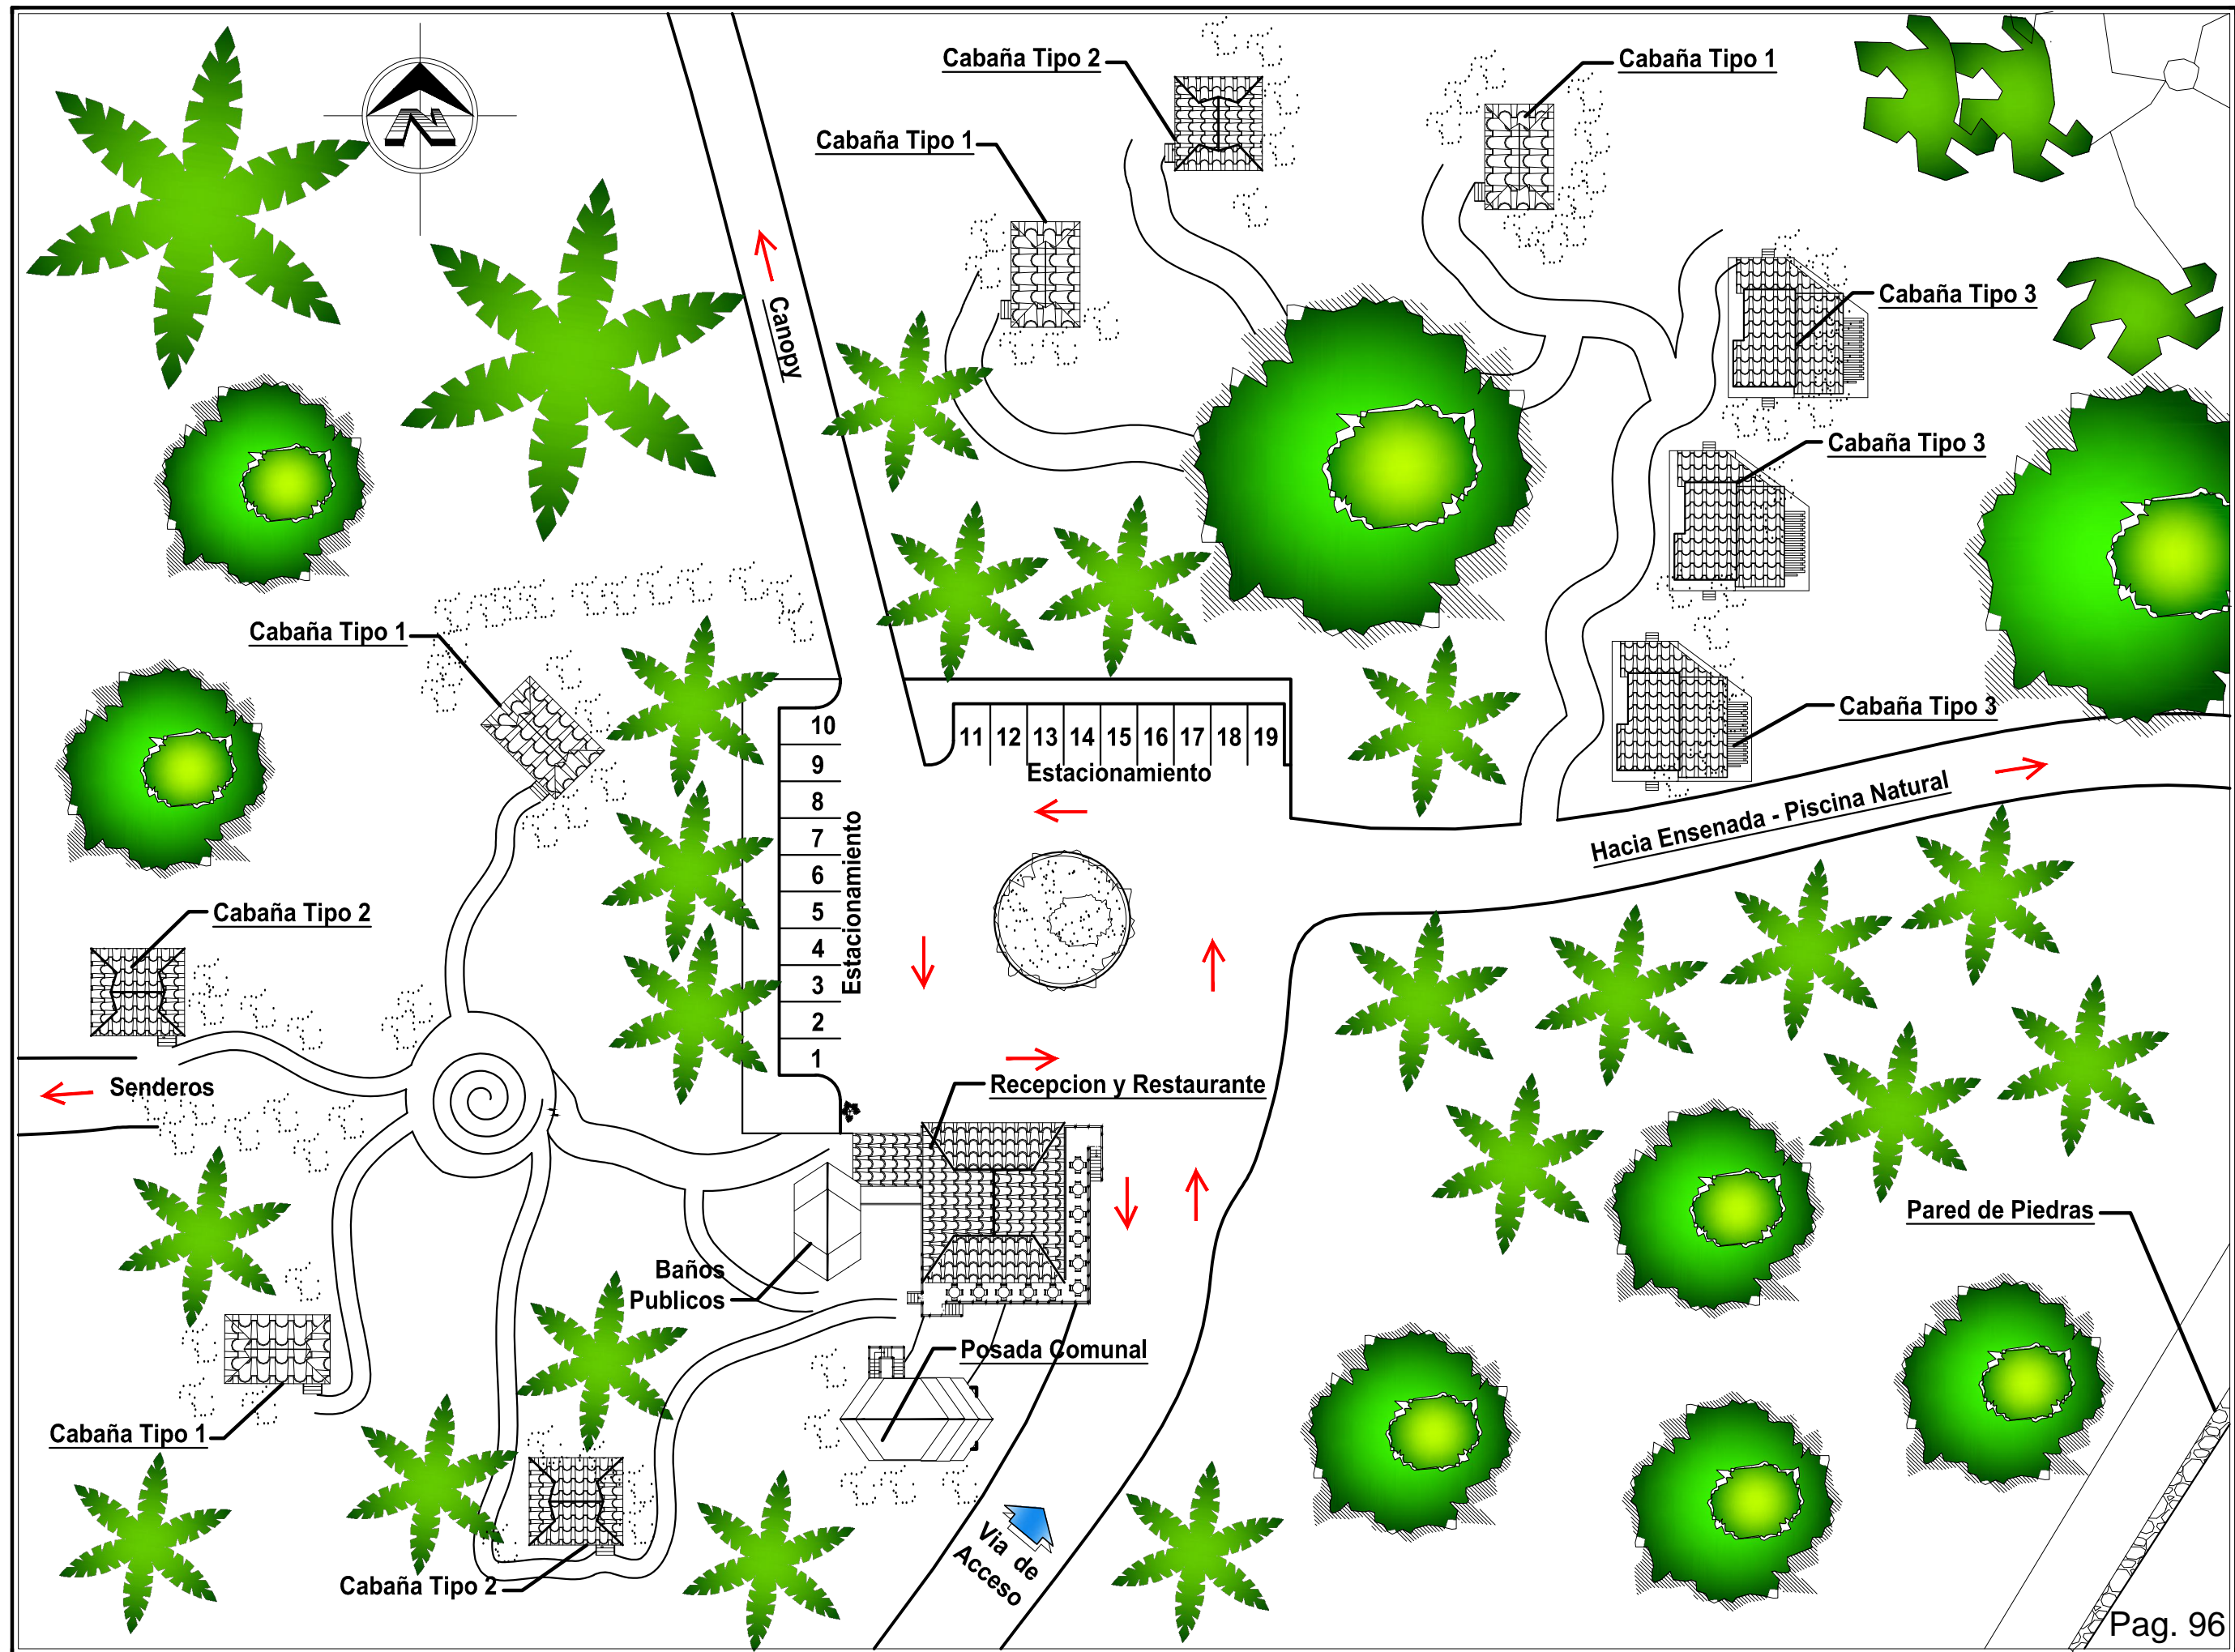 N
Cabaña Tipo 2
Cabaña Tipo 1
Cabaña Tipo 1
Canopy
Cabaña Tipo 3
Cabaña Tipo 3
Cabaña Tipo 1
Cabaña Tipo 3
10
9
8
7
6
5
4
3
2
1
Estacionamiento
11 12 13 14 15 16 17 18 19
Estacionamiento
Hacia Ensenada - Piscina Natural
Cabaña Tipo 2
Senderos
Recepcion y Restaurante
Pared de Piedras
Baños
Publicos
Posada Comunal
Cabaña Tipo 1
Cabaña Tipo 2
Via de
Acceso
Pag. 96